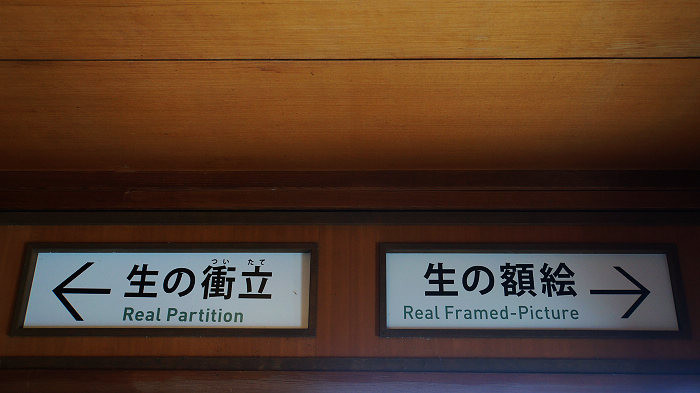 ついたて
← 生の衝立
Real Partition
生の額絵 →
Real Framed-Picture